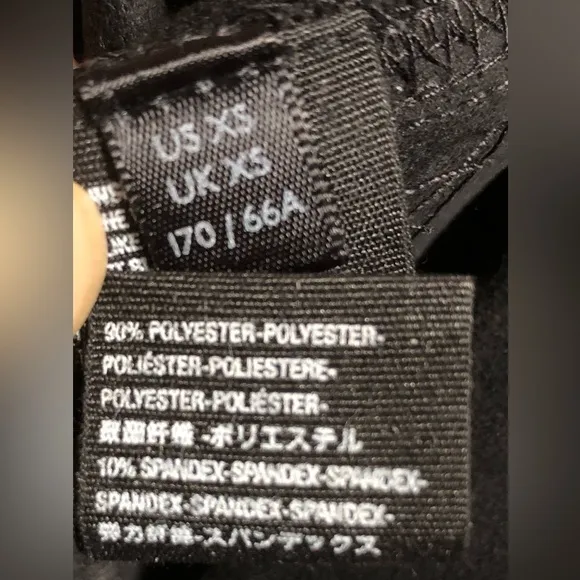 US XS
UK XS
170 / 66A
90% POLYESTER-POLYESTER-
POLIÉSTER-POLIESTERE-
POLYESTER-POLIÉSTER-
聚酯纤维-ポリエステル
10% SPANDEX-SPANDEX-SPANDEX-
SPANDEX-SPANDEX-SPANDEX-
弹力纤维-スパンデックス